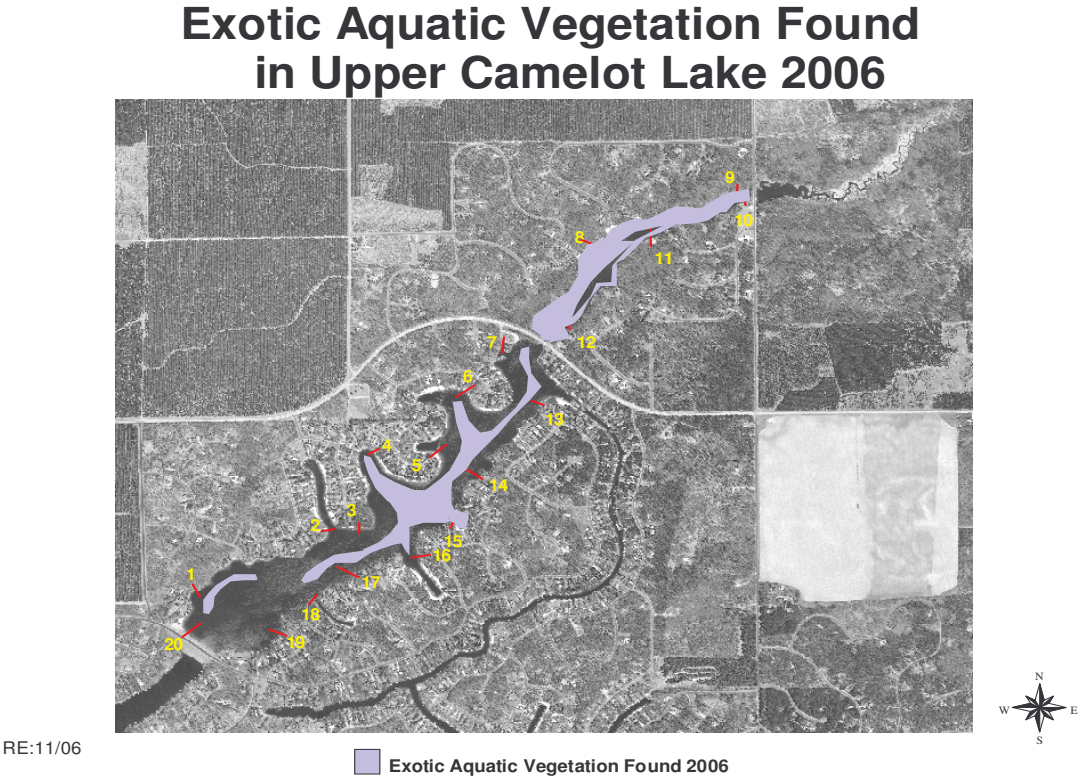 Exotic Aquatic Vegetation Found
in Upper Camelot Lake 2006
9
10
8
11
12
7
6
13
4
5
14
3
2
15
16
1
17
18
20
19
N
W
E
S
RE:11/06
Exotic Aquatic Vegetation Found 2006